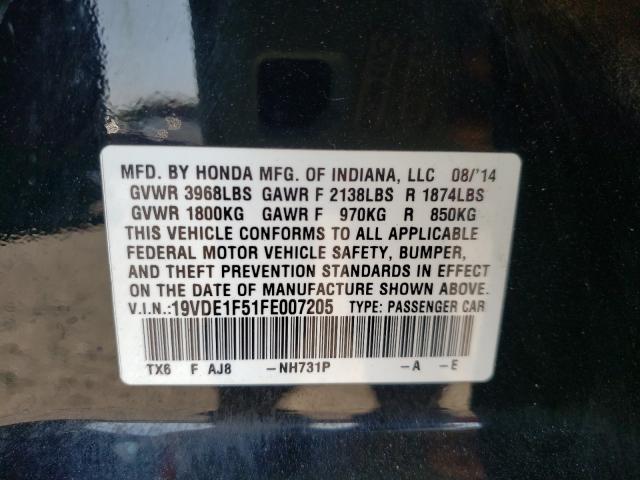 MFD. BY HONDA MFG. OF INDIANA, LLC 08/'14
GVWR 3968LBS GAWR F 2138LBS R 1874LBS
GVWR 1800KG GAWR F 970KG R 850KG
THIS VEHICLE CONFORMS TO ALL APPLICABLE
FEDERAL MOTOR VEHICLE SAFETY, BUMPER,
AND THEFT PREVENTION STANDARDS IN EFFECT
ON THE DATE OF MANUFACTURE SHOWN ABOVE.
V.I.N.:19VDE1F51FE007205 TYPE: PASSENGER CAR
TX6 F AJ8 -NH731P -A -E